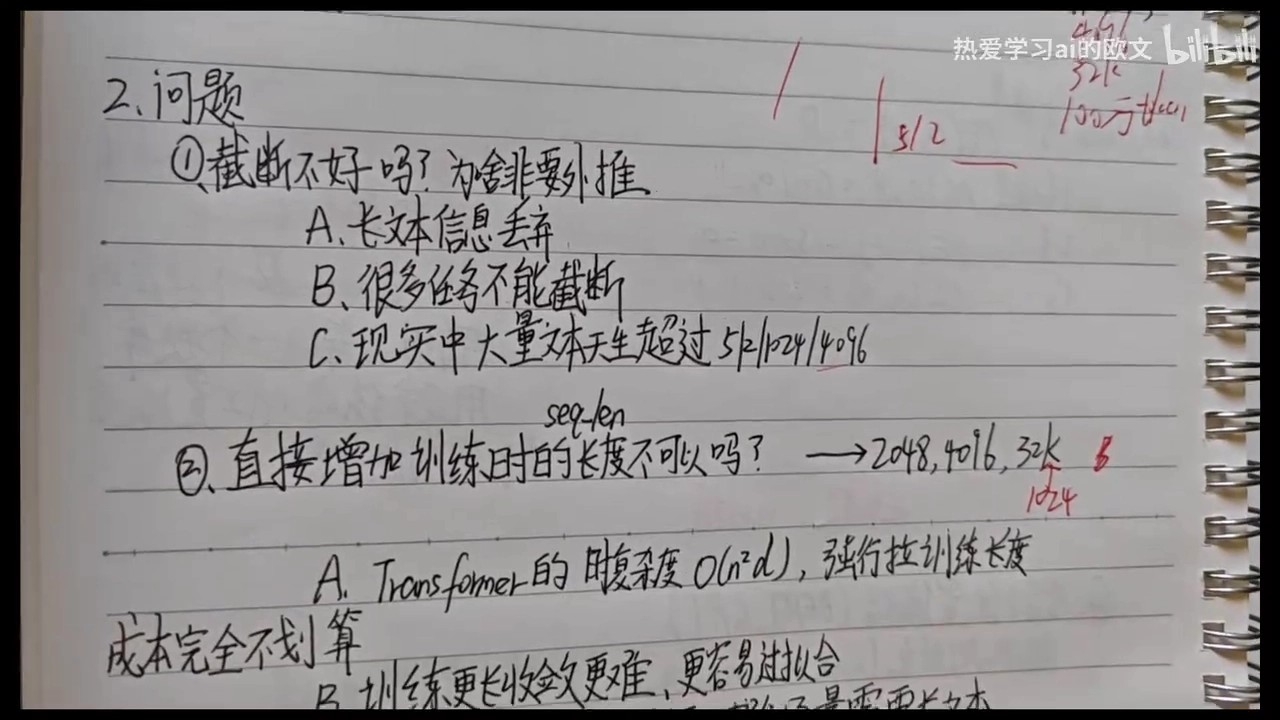 热爱学习ai的欧文 bilibili
32k
512
2、问题
①、截断不好吗？为啥非要外推
A、长文本信息丢弃
B、很多任务不能截断
C、现实中大量文本天生超过512/1024/4096
seq-len
②、直接增加训练时的长度不可以吗？ →2048,4096,32k
1024
A. Transformer的时复杂度O(n²d)，强行拉训练长度
成本完全不划算
B 训练更长收敛更难、更容易过拟合
需更长文本